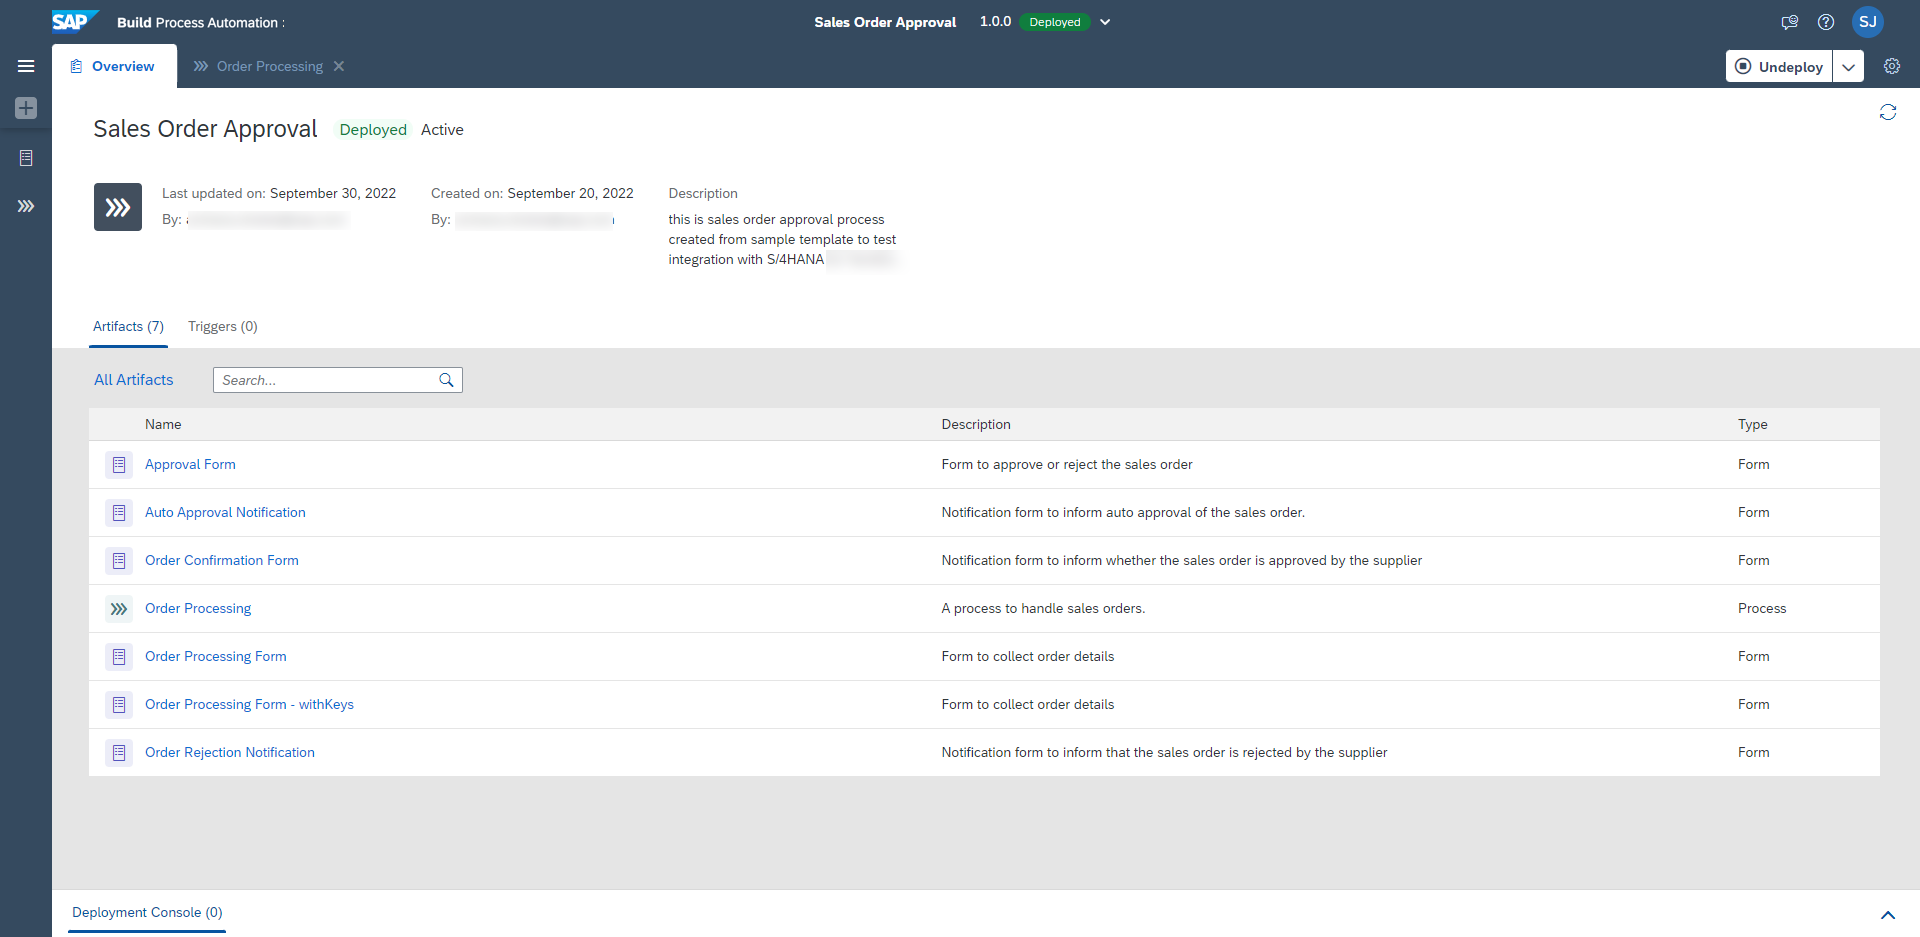 SAP Build Process Automation :
Sales Order Approval 1.0.0 Deployed
SJ
Overview
Order Processing
Undeploy
Sales Order Approval Deployed Active
Last updated on: September 30, 2022
By:
Created on: September 20, 2022
By:
Description
this is sales order approval process
created from sample template to test
integration with S/4HANA
Artifacts (7) Triggers (0)
All Artifacts Search...
Name Description Type
Approval Form Form to approve or reject the sales order Form
Auto Approval Notification Notification form to inform auto approval of the sales order. Form
Order Confirmation Form Notification form to inform whether the sales order is approved by the supplier Form
Order Processing A process to handle sales orders. Process
Order Processing Form Form to collect order details Form
Order Processing Form - withKeys Form to collect order details Form
Order Rejection Notification Notification form to inform that the sales order is rejected by the supplier Form
Deployment Console (0)